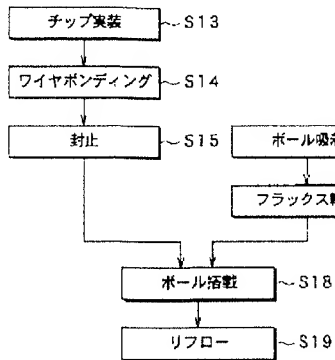 チップ実装 S13
ワイヤボンディング S14
封止 S15
ボール吸
フラックス
ボール搭載 S18
リフロー S19